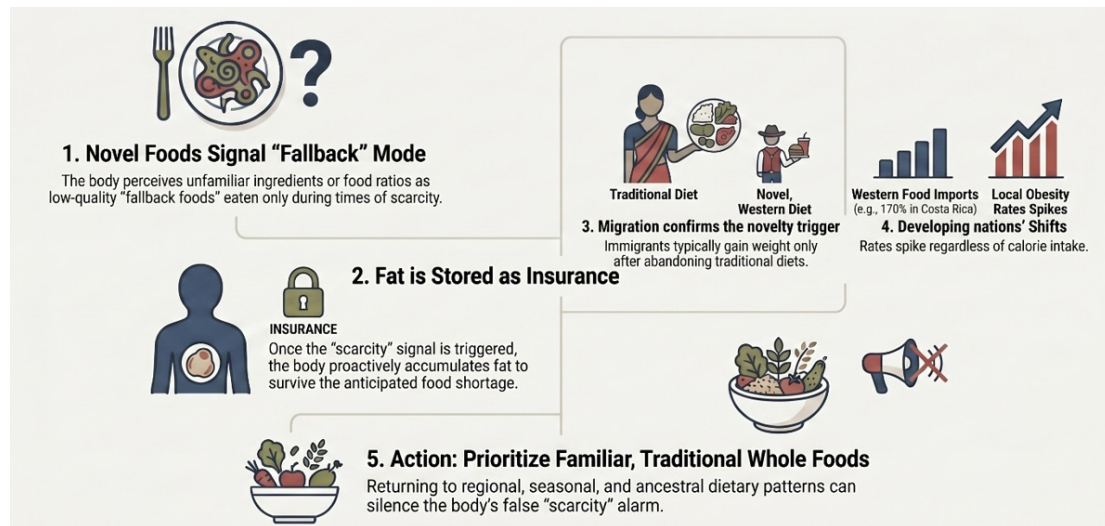 ?
1. Novel Foods Signal “Fallback” Mode
The body perceives unfamiliar ingredients or food ratios as
low-quality “fallback foods” eaten only during times of scarcity.
2. Fat is Stored as Insurance
INSURANCE
Once the “scarcity” signal is triggered,
the body proactively accumulates fat to
survive the anticipated food shortage.
Traditional Diet
Novel,
Western Diet
3. Migration confirms the novelty trigger
Immigrants typically gain weight only
after abandoning traditional diets.
Western Food Imports
(e.g., 170% in Costa Rica)
Local Obesity
Rates Spikes
4. Developing nations’ Shifts
Rates spike regardless of calorie intake.
5. Action: Prioritize Familiar, Traditional Whole Foods
Returning to regional, seasonal, and ancestral dietary patterns can
silence the body’s false “scarcity” alarm.